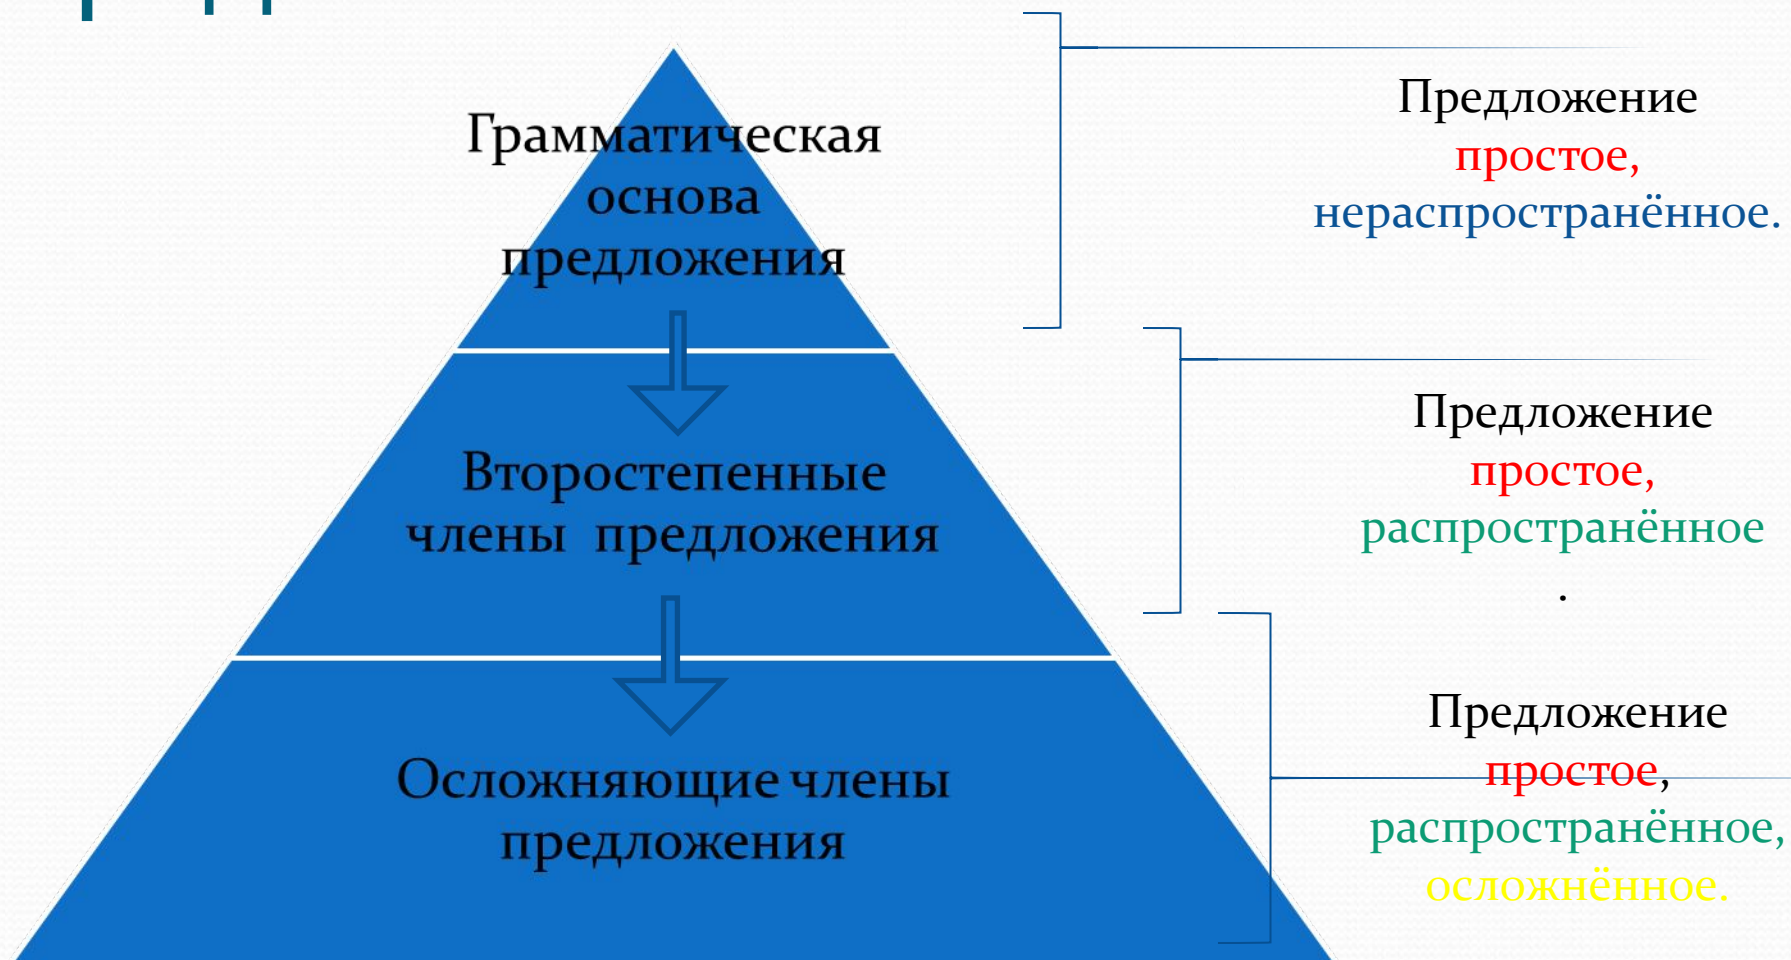 Грамматическая
основа
предложения
Второстепенные
члены предложения
Осложняющие члены
предложения
Предложение
простое,
нераспространённое.
Предложение
простое,
распространённое
.
Предложение
простое,
распространённое,
осложнённое.